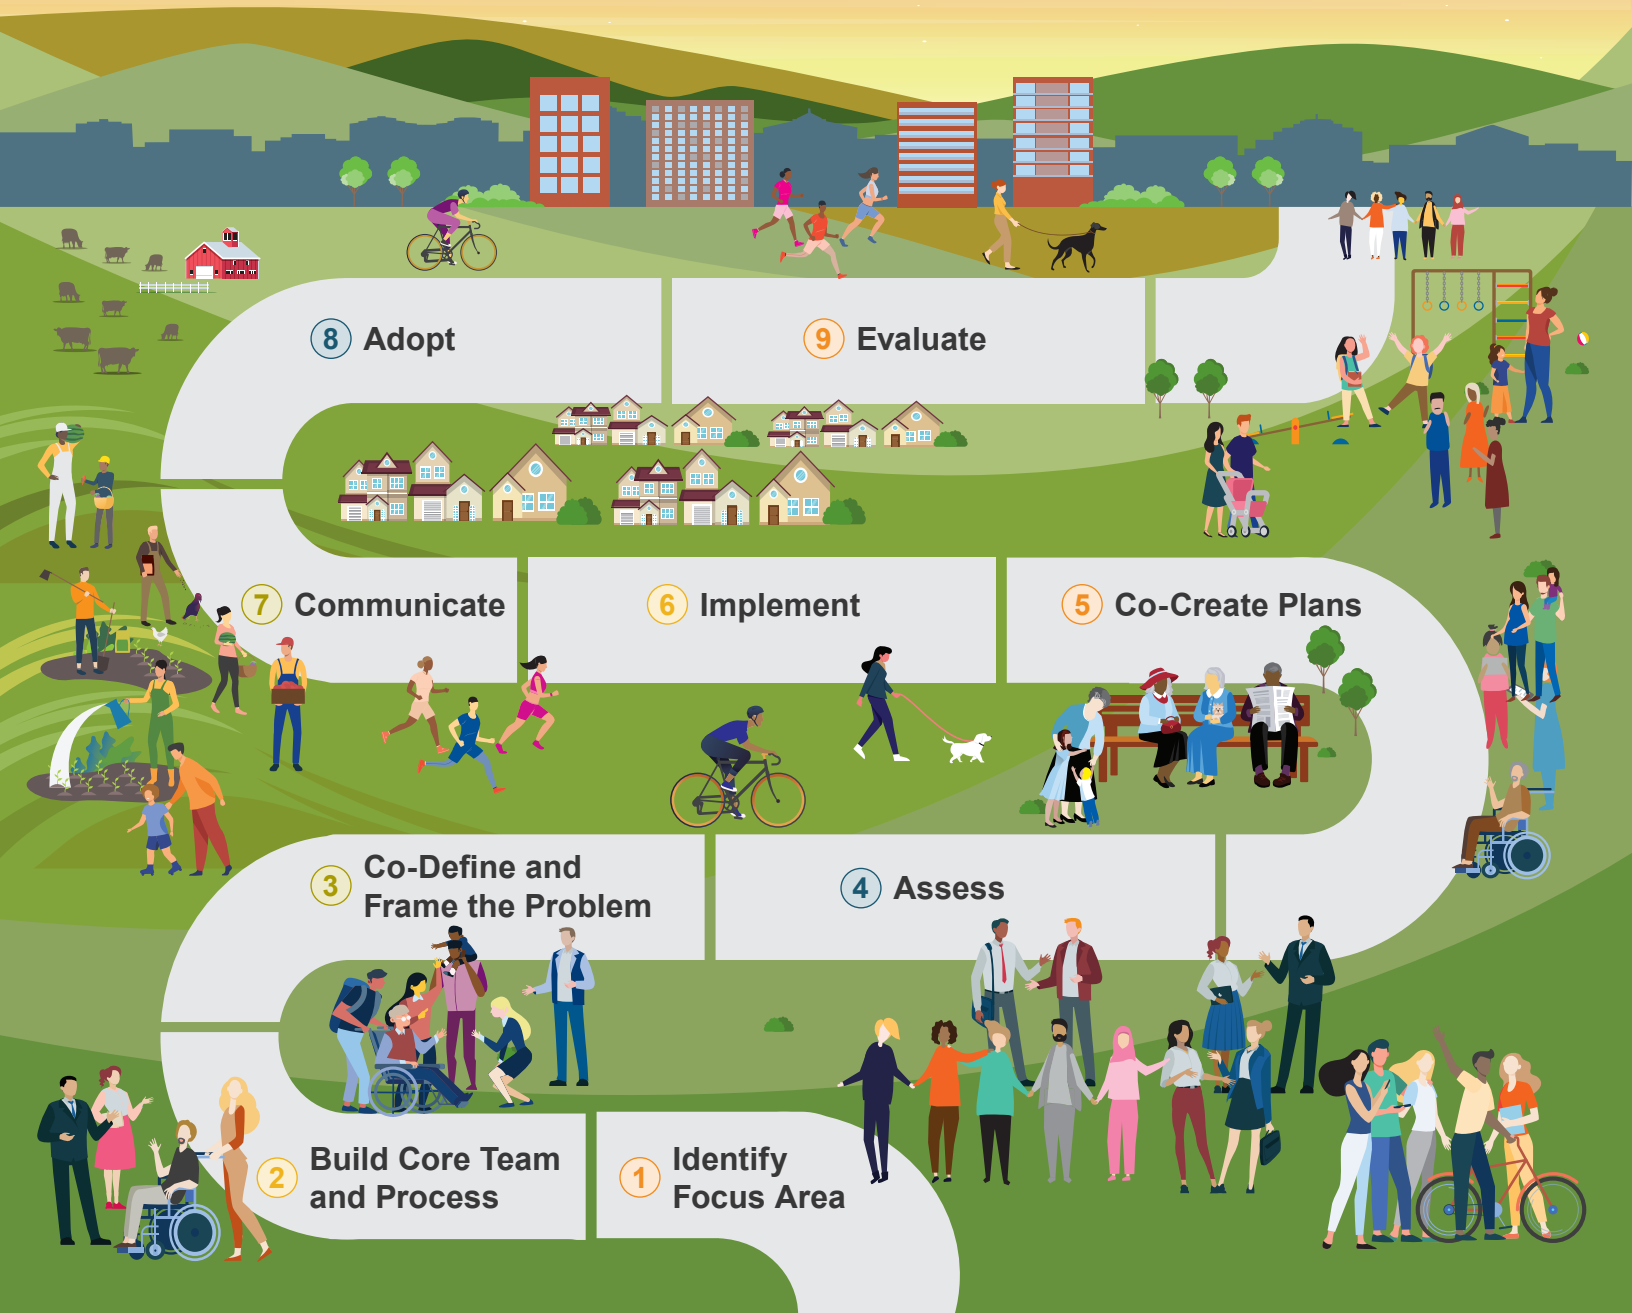 8 Adopt
9 Evaluate
7 Communicate
6 Implement
5 Co-Create Plans
3 Co-Define and
Frame the Problem
4 Assess
2 Build Core Team
and Process
1 Identify
Focus Area